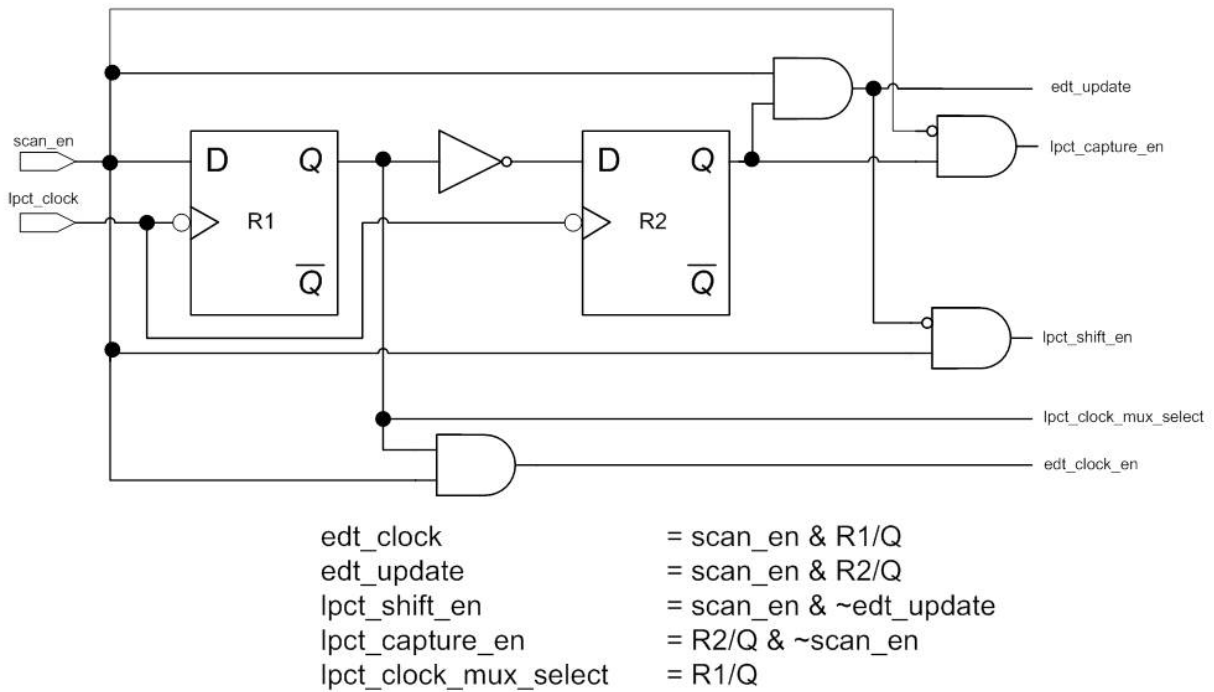 edt_update
scan_en
lpct_capture_en
D Q D Q
lpct_clock
R1 R2
Q Q
lpct_shift_en
lpct_clock_mux_select
edt_clock_en
edt_clock = scan_en & R1/Q
edt_update = scan_en & R2/Q
lpct_shift_en = scan_en & ~edt_update
lpct_capture_en = R2/Q & ~scan_en
lpct_clock_mux_select = R1/Q